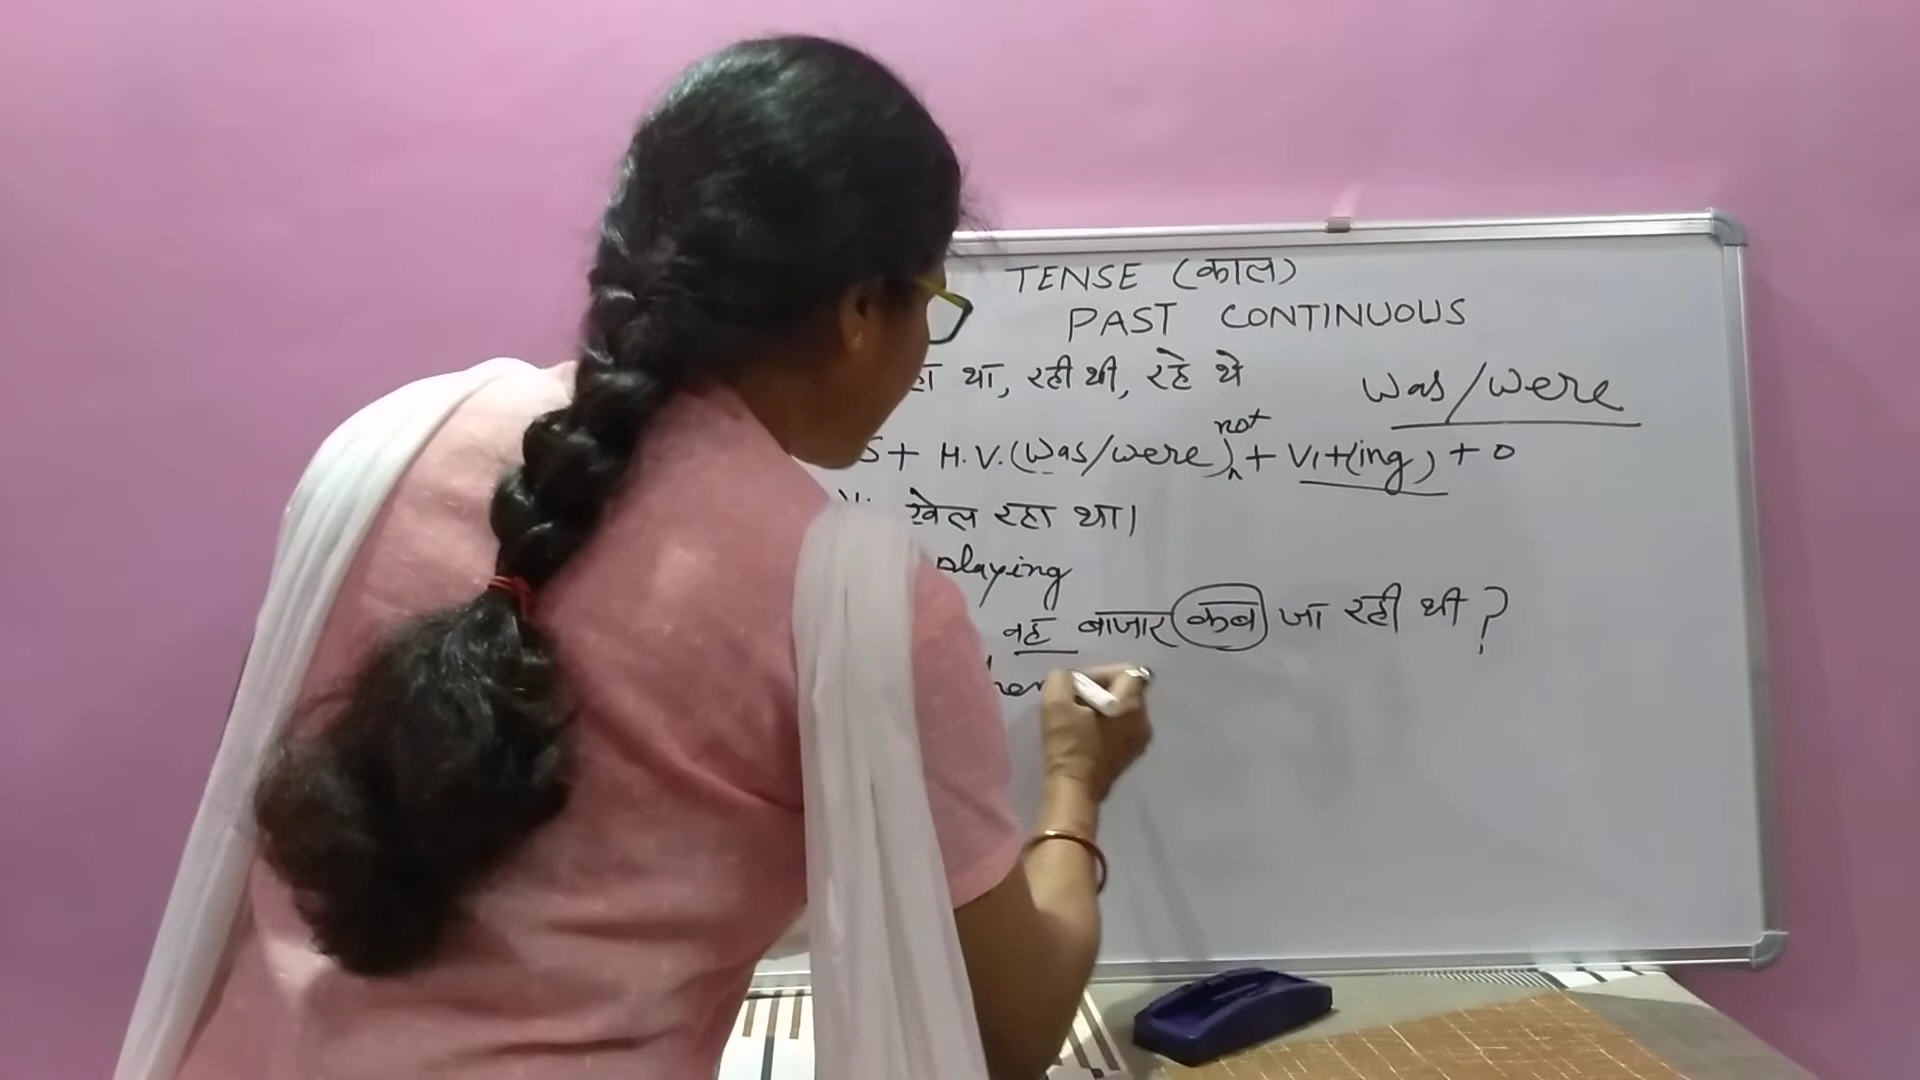 TENSE (काल)
PAST CONTINUOUS
था, रही थी, रहे थे was/were
not
S + H.V. (was/were) + V1+(ing) + O
खेल रहा था।
playing
वह बाजार कब जा रही थी ?